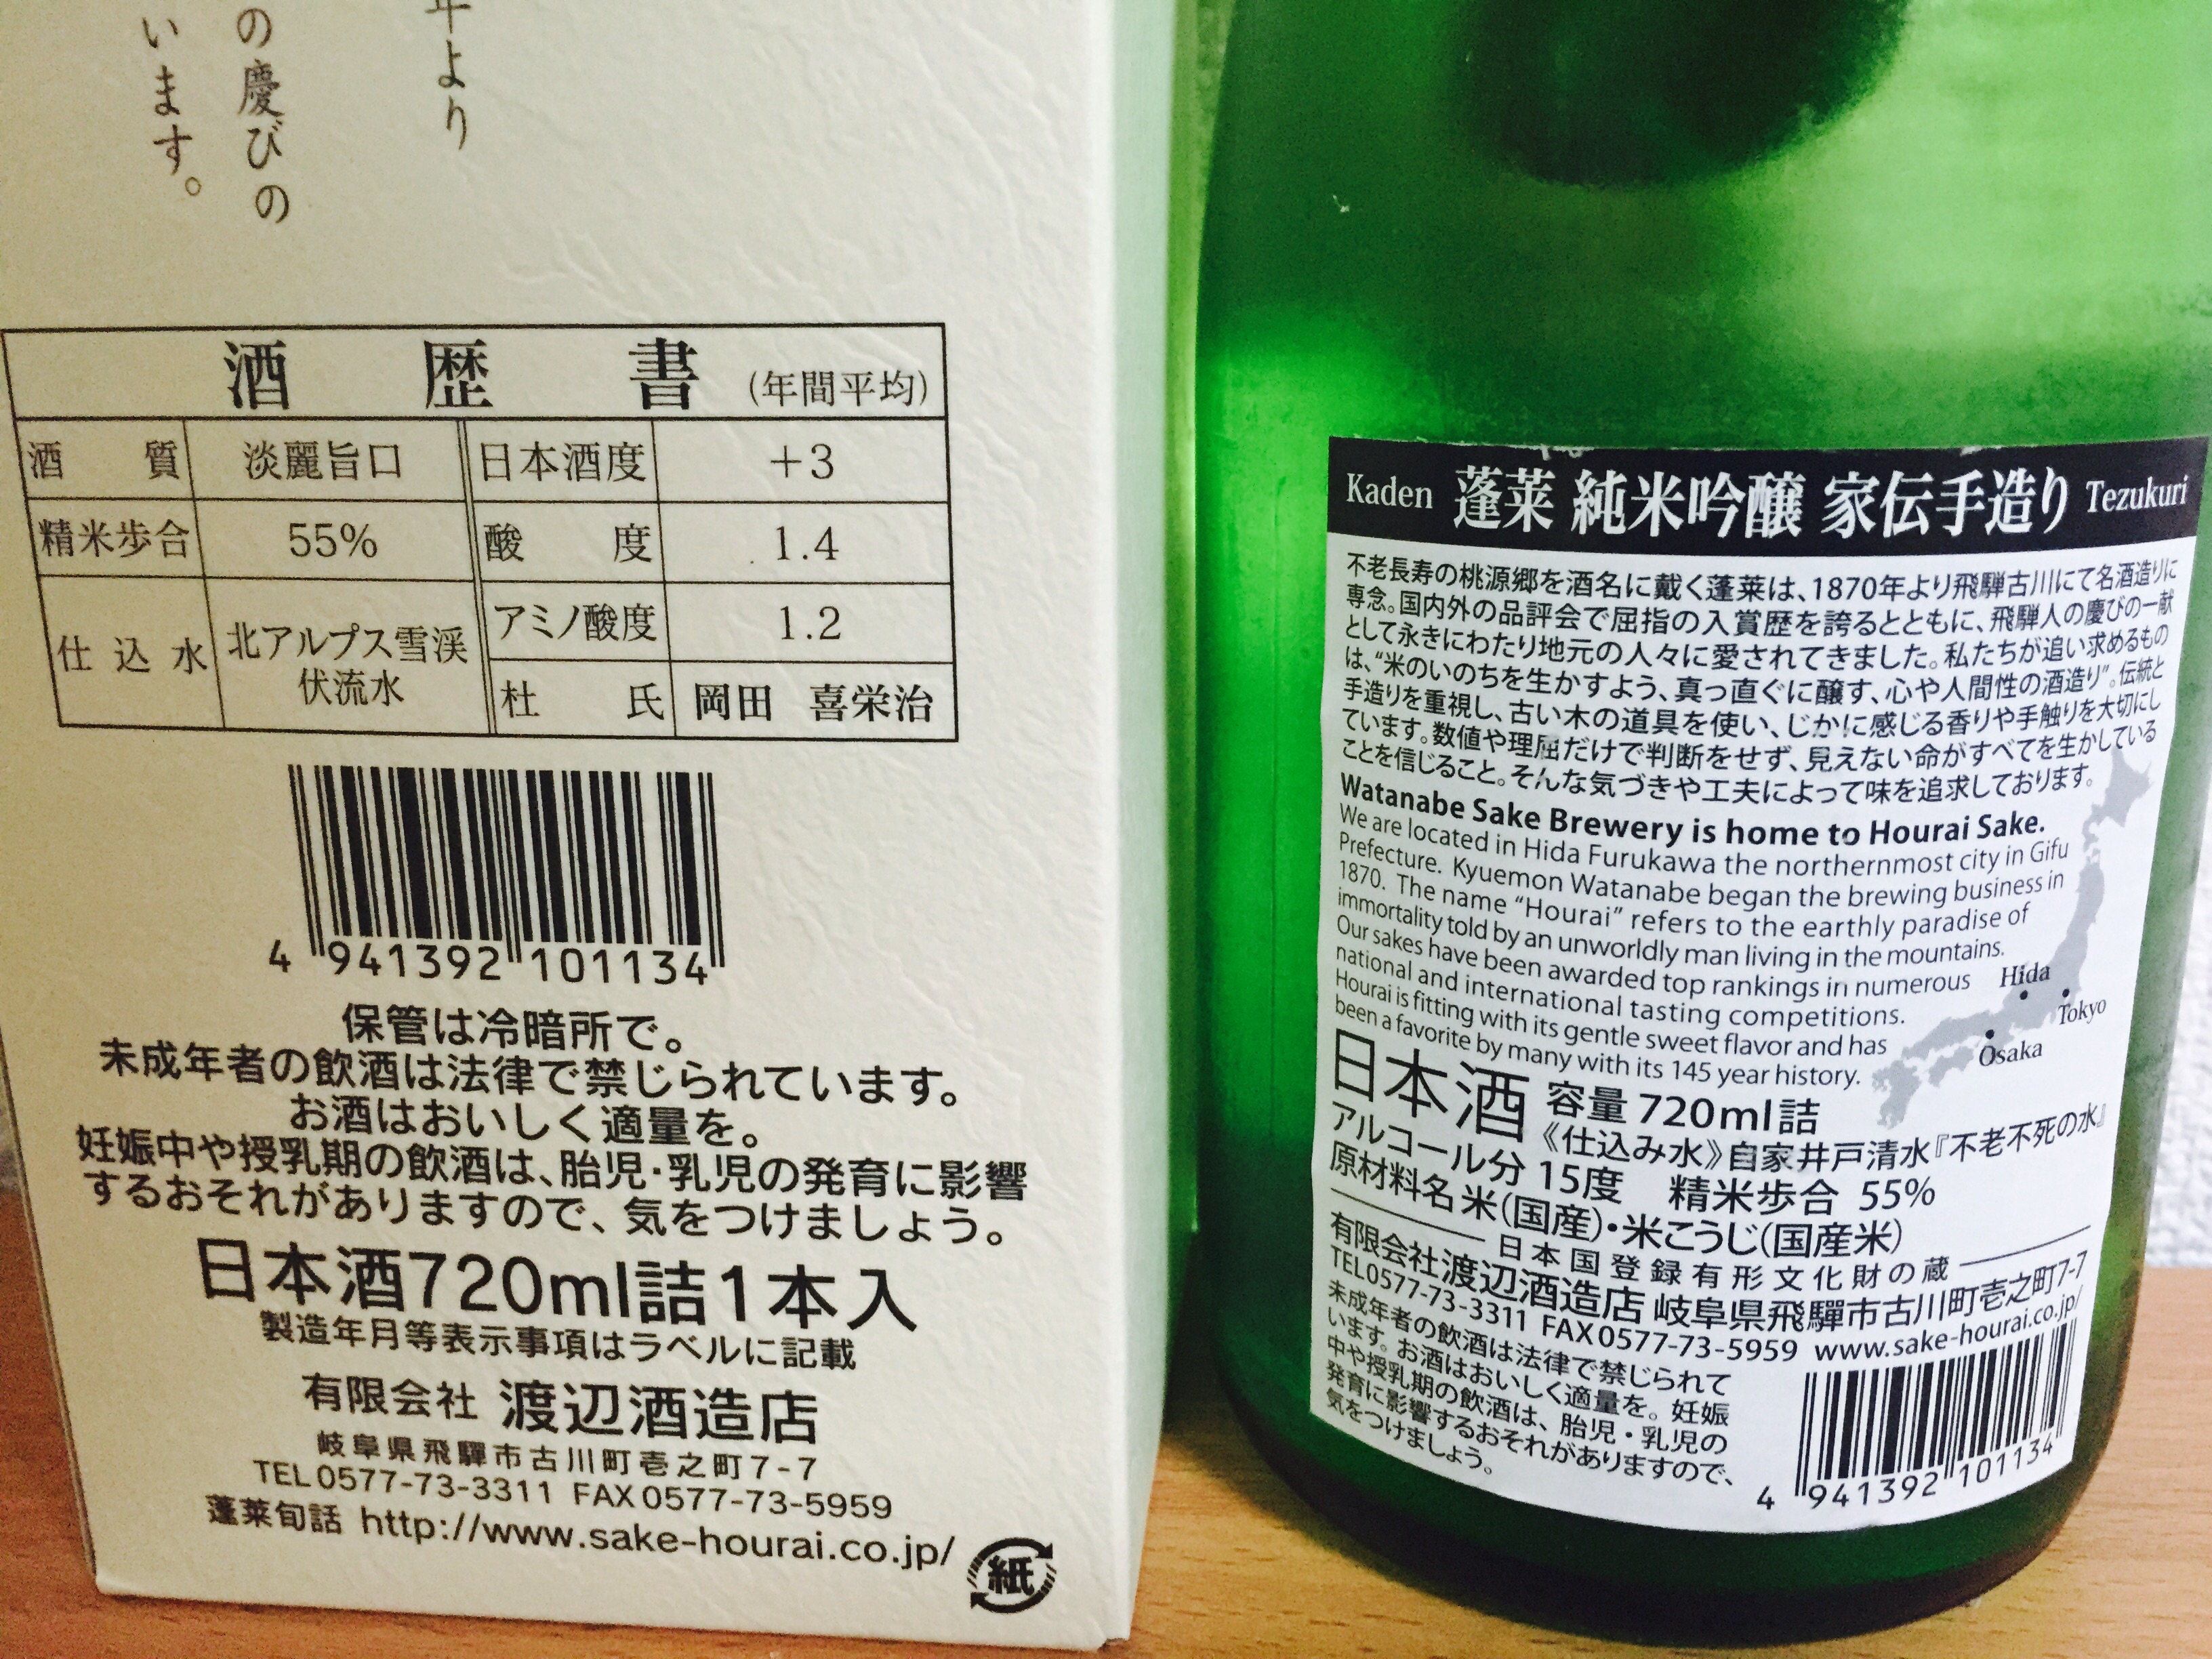 年より
の慶びの
います。
酒歴書 (年間平均)
酒質 淡麗旨口 日本酒度 +3
精米歩合 55% 酸度 1.4
仕込水 北アルプス雪渓伏流水 アミノ酸度 1.2
杜氏 岡田 喜栄治
4 941392 101134
保管は冷暗所で。
未成年者の飲酒は法律で禁じられています。
お酒はおいしく適量を。
妊娠中や授乳期の飲酒は、胎児・乳児の発育に影響
するおそれがありますので、気をつけましょう。
日本酒720ml詰1本入
製造年月等表示事項はラベルに記載
有限会社 渡辺酒造店
岐阜県飛騨市古川町壱之町7-7
TEL0577-73-3311 FAX0577-73-5959
蓬莱旬話 http://www.sake-hourai.co.jp/
紙
Kaden 蓬莱 純米吟醸 家伝手造り Tezukuri
不老長寿の桃源郷を酒名に戴く蓬莱は、1870年より飛騨古川にて名酒造りに
専念。国内外の品評会で屈指の入賞歴を誇るとともに、飛騨人の慶びの一献
として永きにわたり地元の人々に愛されてきました。私たちが追い求めるもの
は、“米のいのちを生かすよう、真っ直ぐに醸す、心や人間性の酒造り”。伝統と
手造りを重視し、古い木の道具を使い、じかに感じる香りや手触りを大切にし
ています。数値や理屈だけで判断をせず、見えない命がすべてを生かしている
ことを信じること。そんな気づきや工夫によって味を追求しております。
Watanabe Sake Brewery is home to Hourai Sake.
We are located in Hida Furukawa the northernmost city in Gifu
Prefecture. Kyuemon Watanabe began the brewing business in
1870. The name “Hourai” refers to the earthly paradise of
immortality told by an unworldly man living in the mountains.
Our sakes have been awarded top rankings in numerous
national and international tasting competitions.
Hourai is fitting with its gentle sweet flavor and has
been a favorite by many with its 145 year history.
Hida
Tokyo
Osaka
日本酒 容量720ml詰
《仕込み水》自家井戸清水『不老不死の水』
アルコール分 15度 精米歩合 55%
原材料名 米(国産)・米こうじ(国産米)
日本国登録有形文化財の蔵
有限会社渡辺酒造店 岐阜県飛騨市古川町壱之町7-7
TEL0577-73-3311 FAX0577-73-5959 www.sake-hourai.co.jp/
未成年者の飲酒は法律で禁じられて
います。お酒はおいしく適量を。妊娠
中や授乳期の飲酒は、胎児・乳児の
発育に影響するおそれがありますので、
気をつけましょう。
4 941392 101134